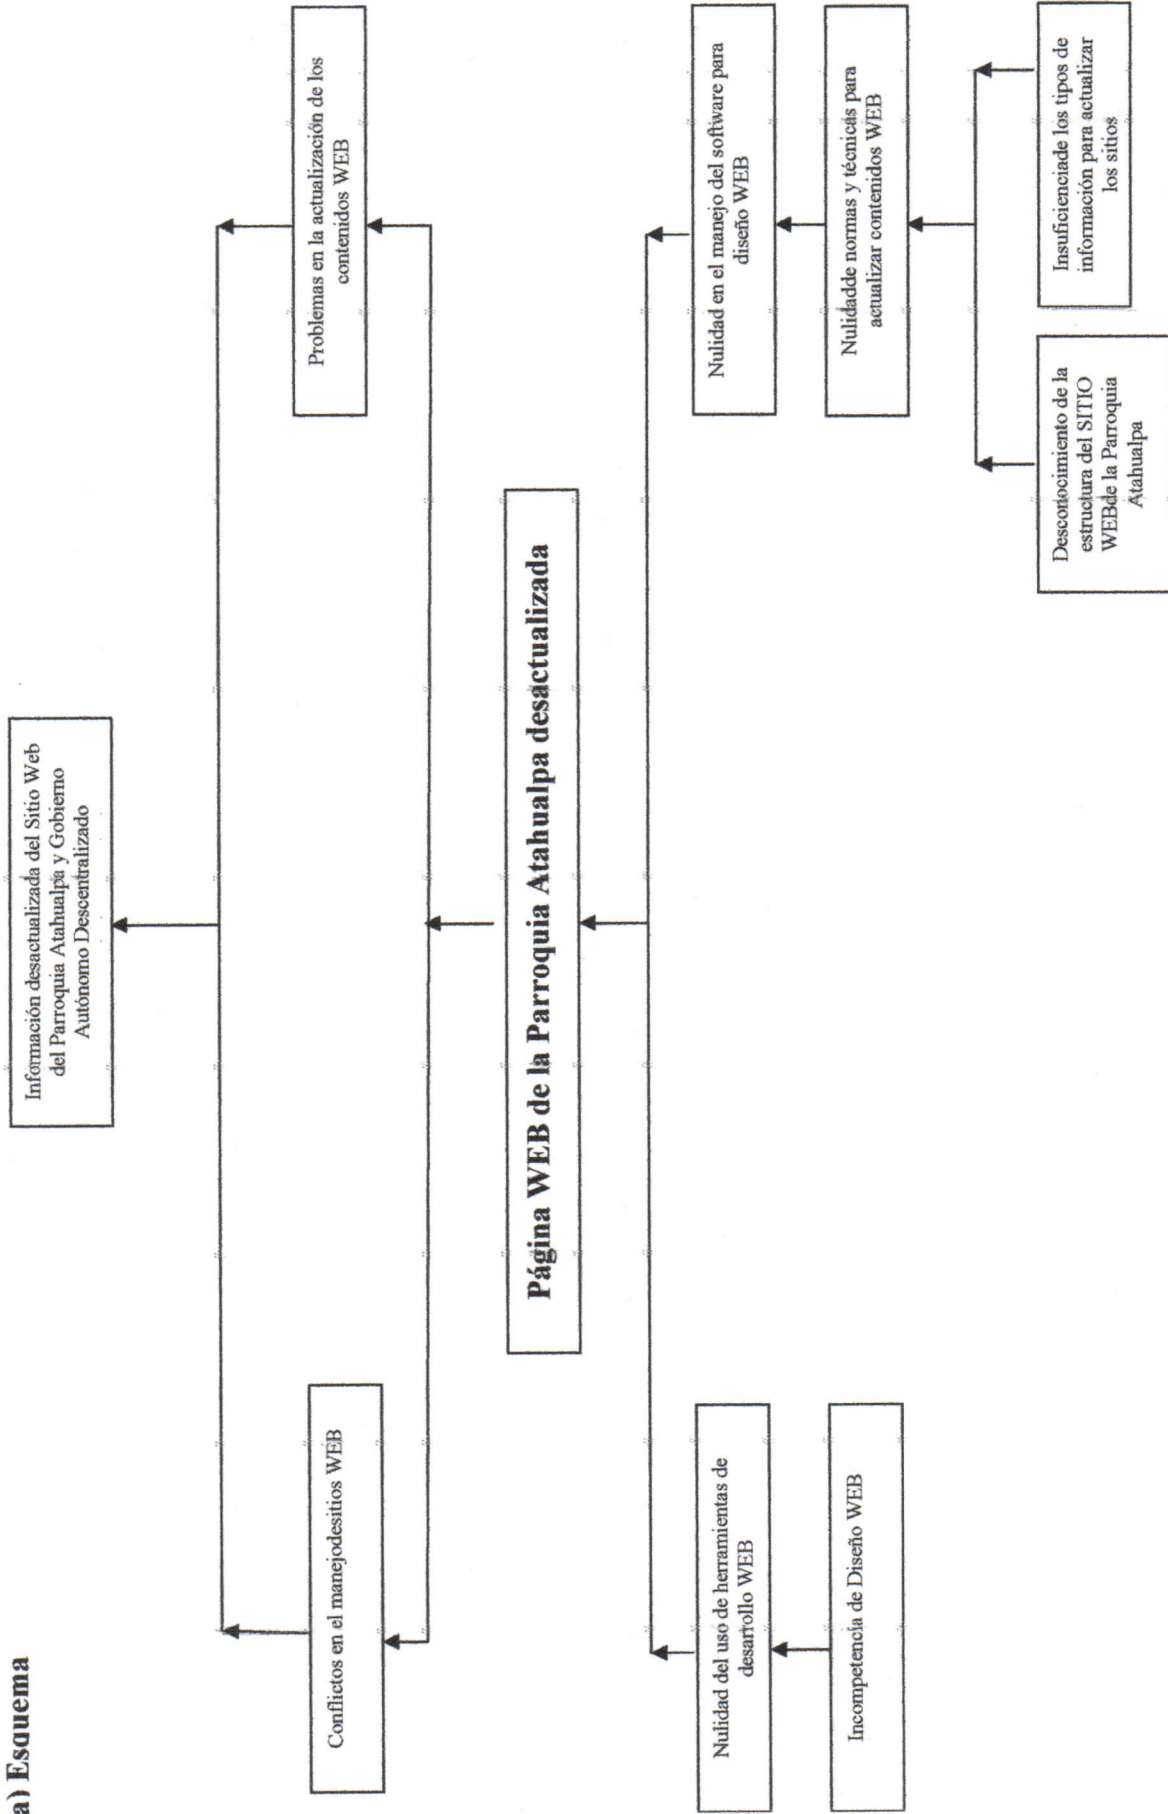 a) Esquema
Información desactualizada del Sitio Web
del Parroquia Atahualpa y Gobierno
Autónomo Descentralizado
Conflictos en el manejodesitios WEB
Problemas en la actualización de los
contenidos WEB
Página WEB de la Parroquia Atahualpa desactualizada
Nulidad del uso de herramientas de
desarrollo WEB
Incompetencia de Diseño WEB
Nulidad en el manejo del software para
diseño WEB
Nulidadde normas y técnicas para
actualizar contenidos WEB
Desconocimiento de la
estructura del SITIO
WEBde la Parroquia
Atahualpa
Insuficienciade los tipos de
información para actualizar
los sitios